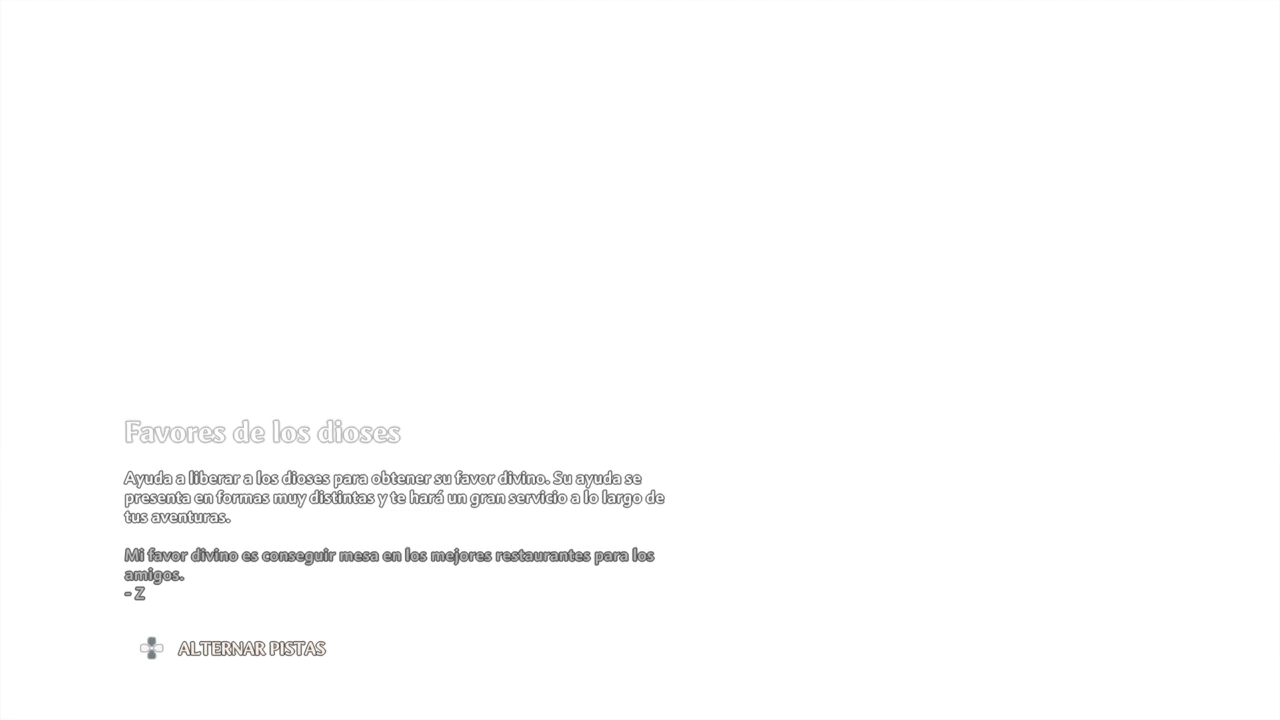 Favores de los dioses
Ayuda a liberar a los dioses para obtener su favor divino. Su ayuda se
presenta en formas muy distintas y te hará un gran servicio a lo largo de
tus aventuras.
Mi favor divino es conseguir mesa en los mejores restaurantes para los
amigos.
- Z
ALTERNAR PISTAS